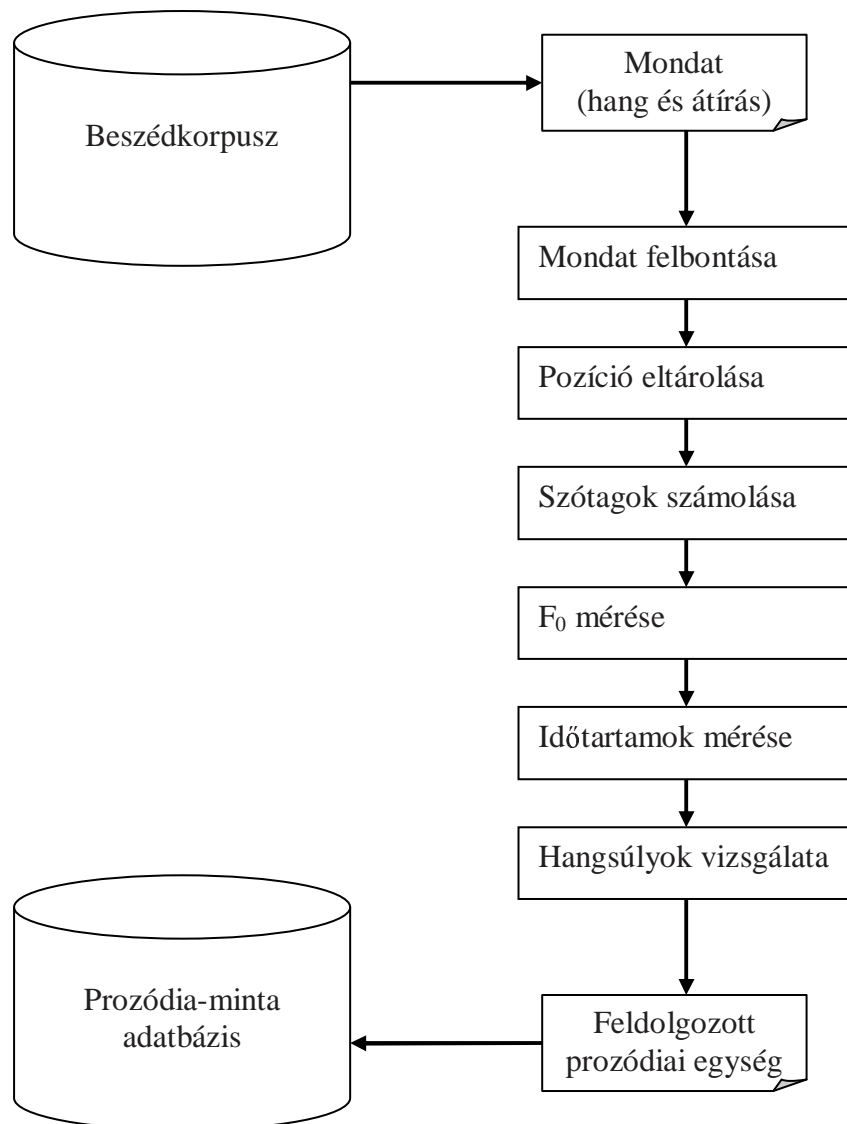 Beszédkorpusz
Mondat
(hang és átírás)
Mondat felbontása
Pozíció eltárolása
Szótagok számolása
F₀ mérése
Időtartamok mérése
Hangsúlyok vizsgálata
Feldolgozott
prozódiai egység
Prozódia-minta
adatbázis